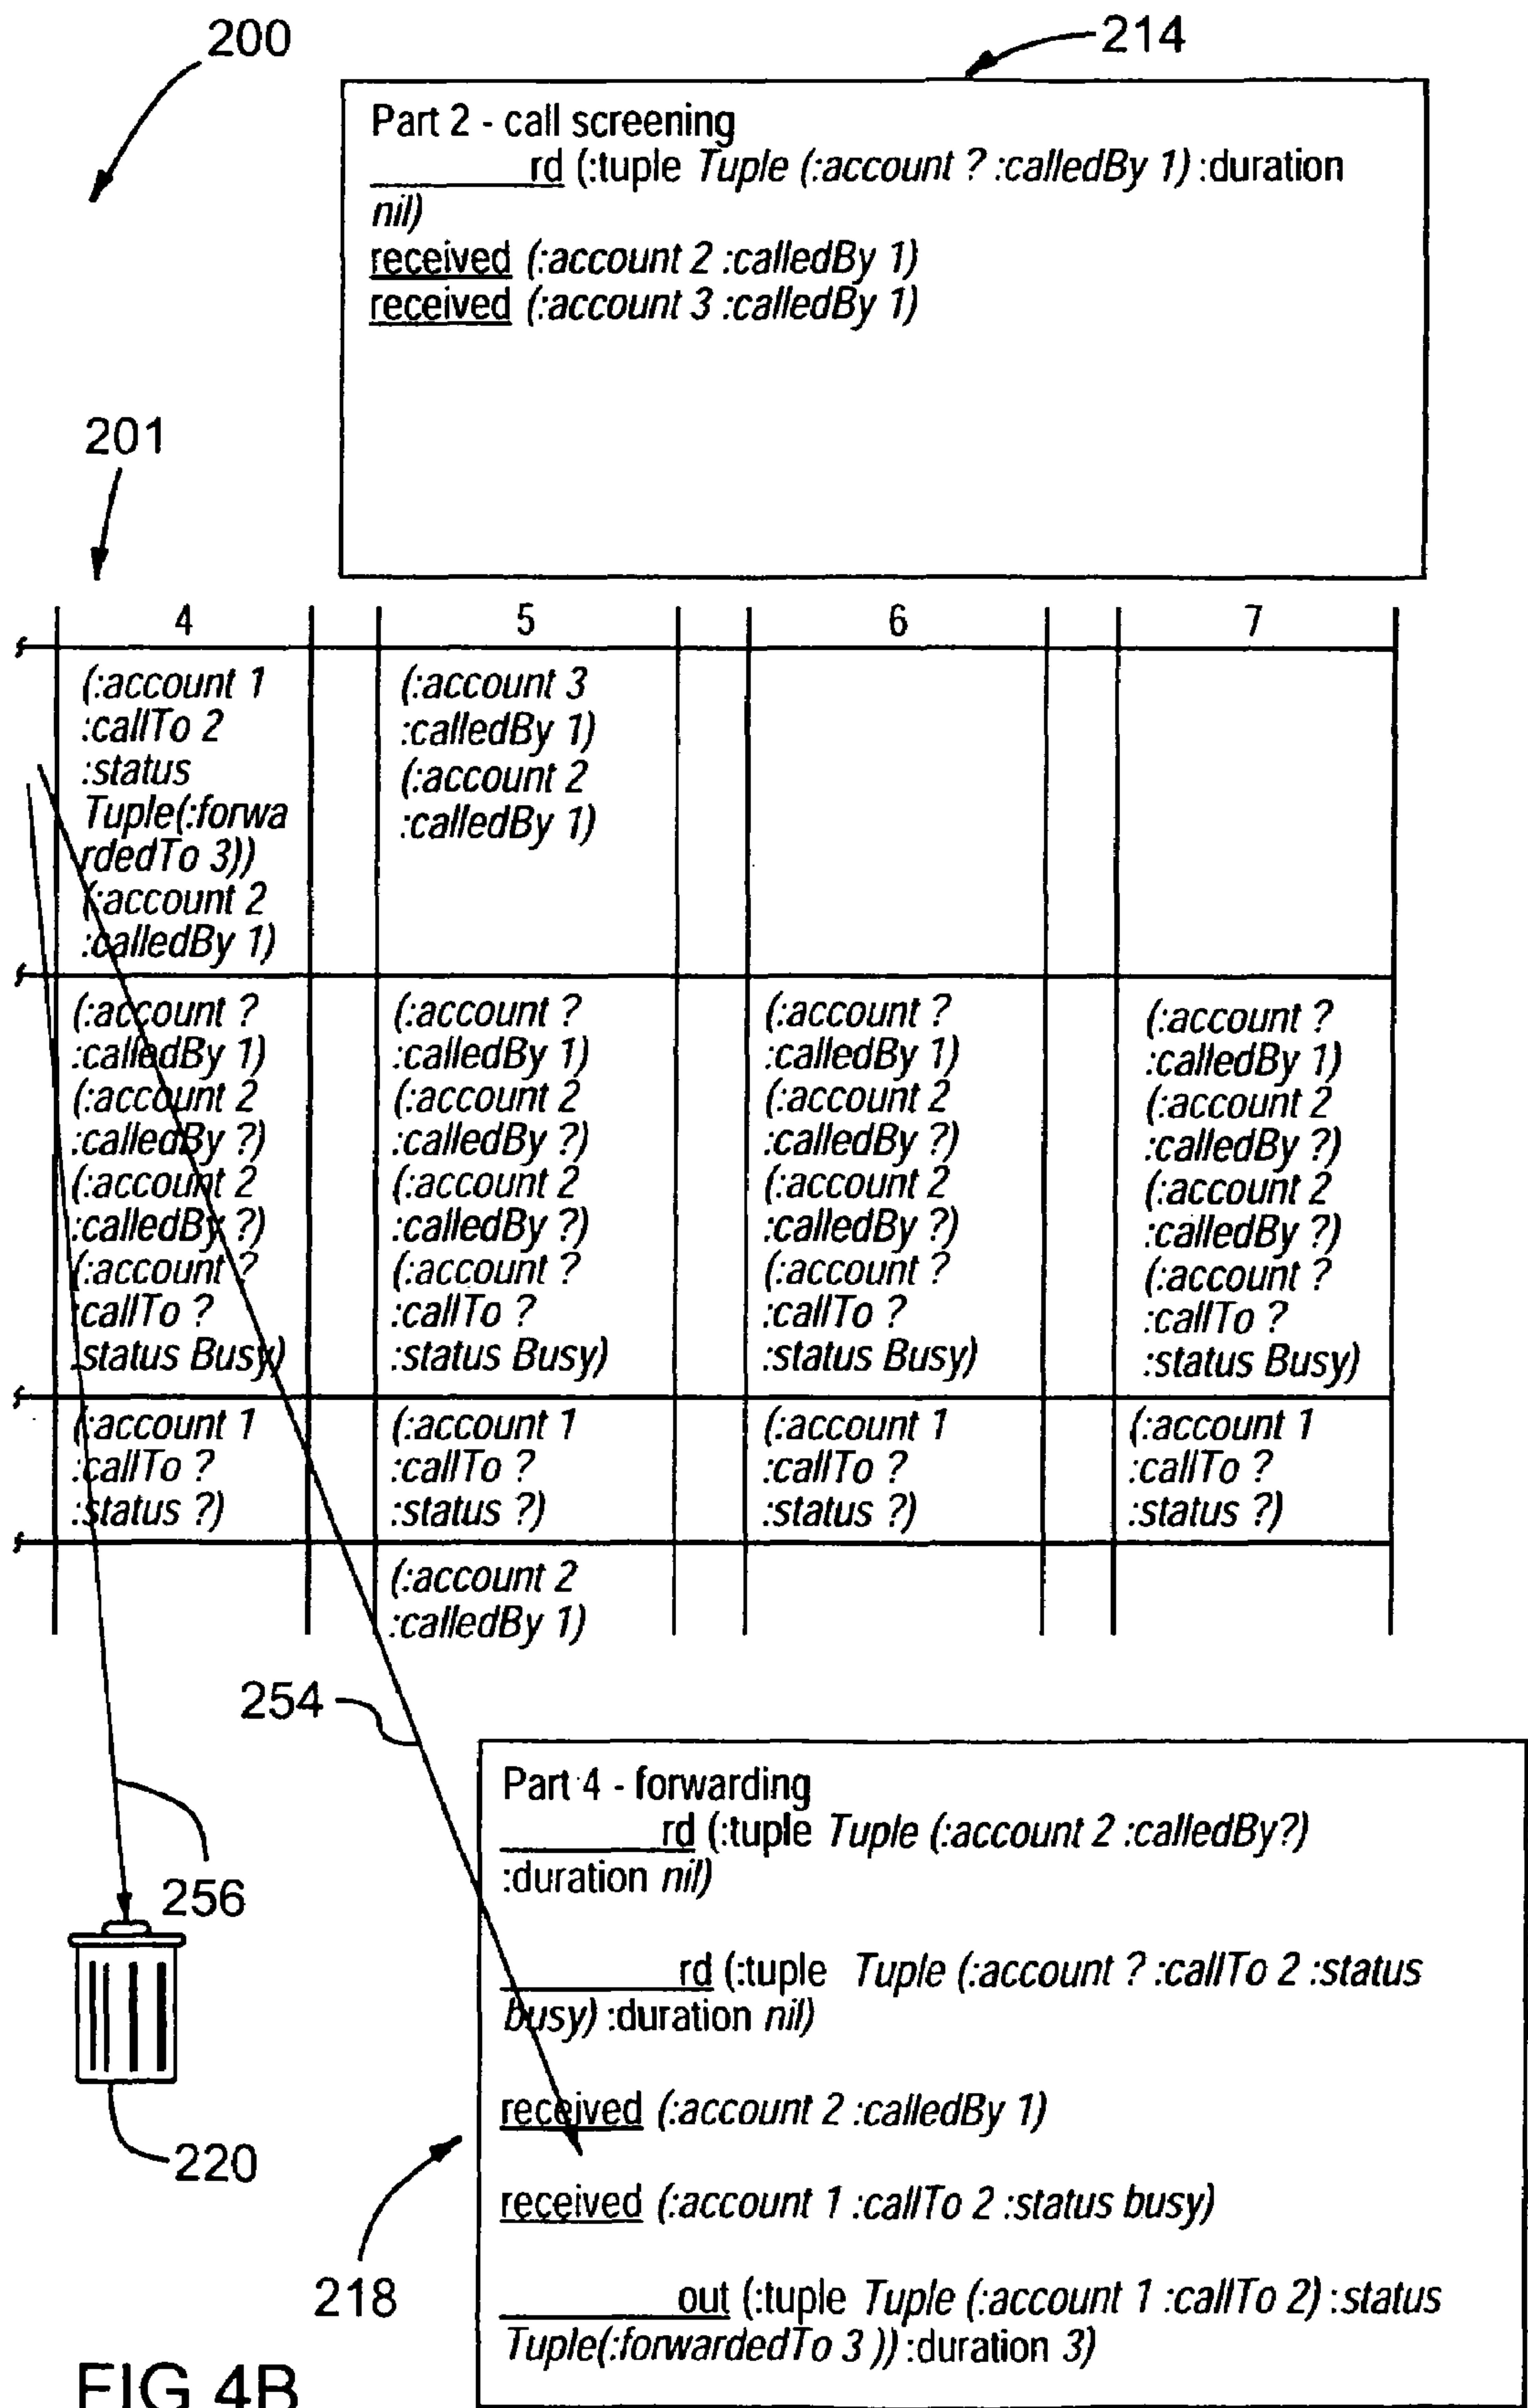 200
214
Part 2 - call screening
rd (:tuple Tuple (:account ? :calledBy 1) :duration
nil)
received (:account 2 :calledBy 1)
received (:account 3 :calledBy 1)
201
4 5 6 7
(:account 1
:callTo 2
:status
Tuple(:forwa
rdedTo 3))
(:account 2
:calledBy 1)
(:account 3
:calledBy 1)
(:account 2
:calledBy 1)
(:account ?
:calledBy 1)
(:account 2
:calledBy ?)
(:account 2
:calledBy ?)
(:account ?
:callTo ?
:status Busy)
(:account ?
:calledBy 1)
(:account 2
:calledBy ?)
(:account 2
:calledBy ?)
(:account ?
:callTo ?
:status Busy)
(:account ?
:calledBy 1)
(:account 2
:calledBy ?)
(:account 2
:calledBy ?)
(:account ?
:callTo ?
:status Busy)
(:account ?
:calledBy 1)
(:account 2
:calledBy ?)
(:account 2
:calledBy ?)
(:account ?
:callTo ?
:status Busy)
(:account 1
:callTo ?
:status ?)
(:account 1
:callTo ?
:status ?)
(:account 1
:callTo ?
:status ?)
(:account 1
:callTo ?
:status ?)
(:account 2
:calledBy 1)
254
256
220
Part 4 - forwarding
rd (:tuple Tuple (:account 2 :calledBy?)
:duration nil)
rd (:tuple Tuple (:account ? :callTo 2 :status
busy) :duration nil)
received (:account 2 :calledBy 1)
received (:account 1 :callTo 2 :status busy)
out (:tuple Tuple (:account 1 :callTo 2) :status
Tuple(:forwardedTo 3 )) :duration 3)
218
FIG 4B